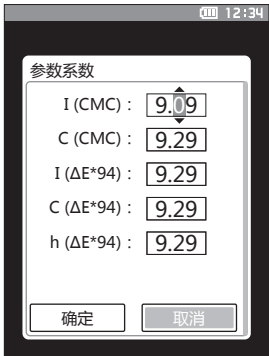 12:34
参数系数
I (CMC) : 9.09
C (CMC) : 9.29
I (ΔE*94) : 9.29
C (ΔE*94) : 9.29
h (ΔE*94) : 9.29
确定 取消